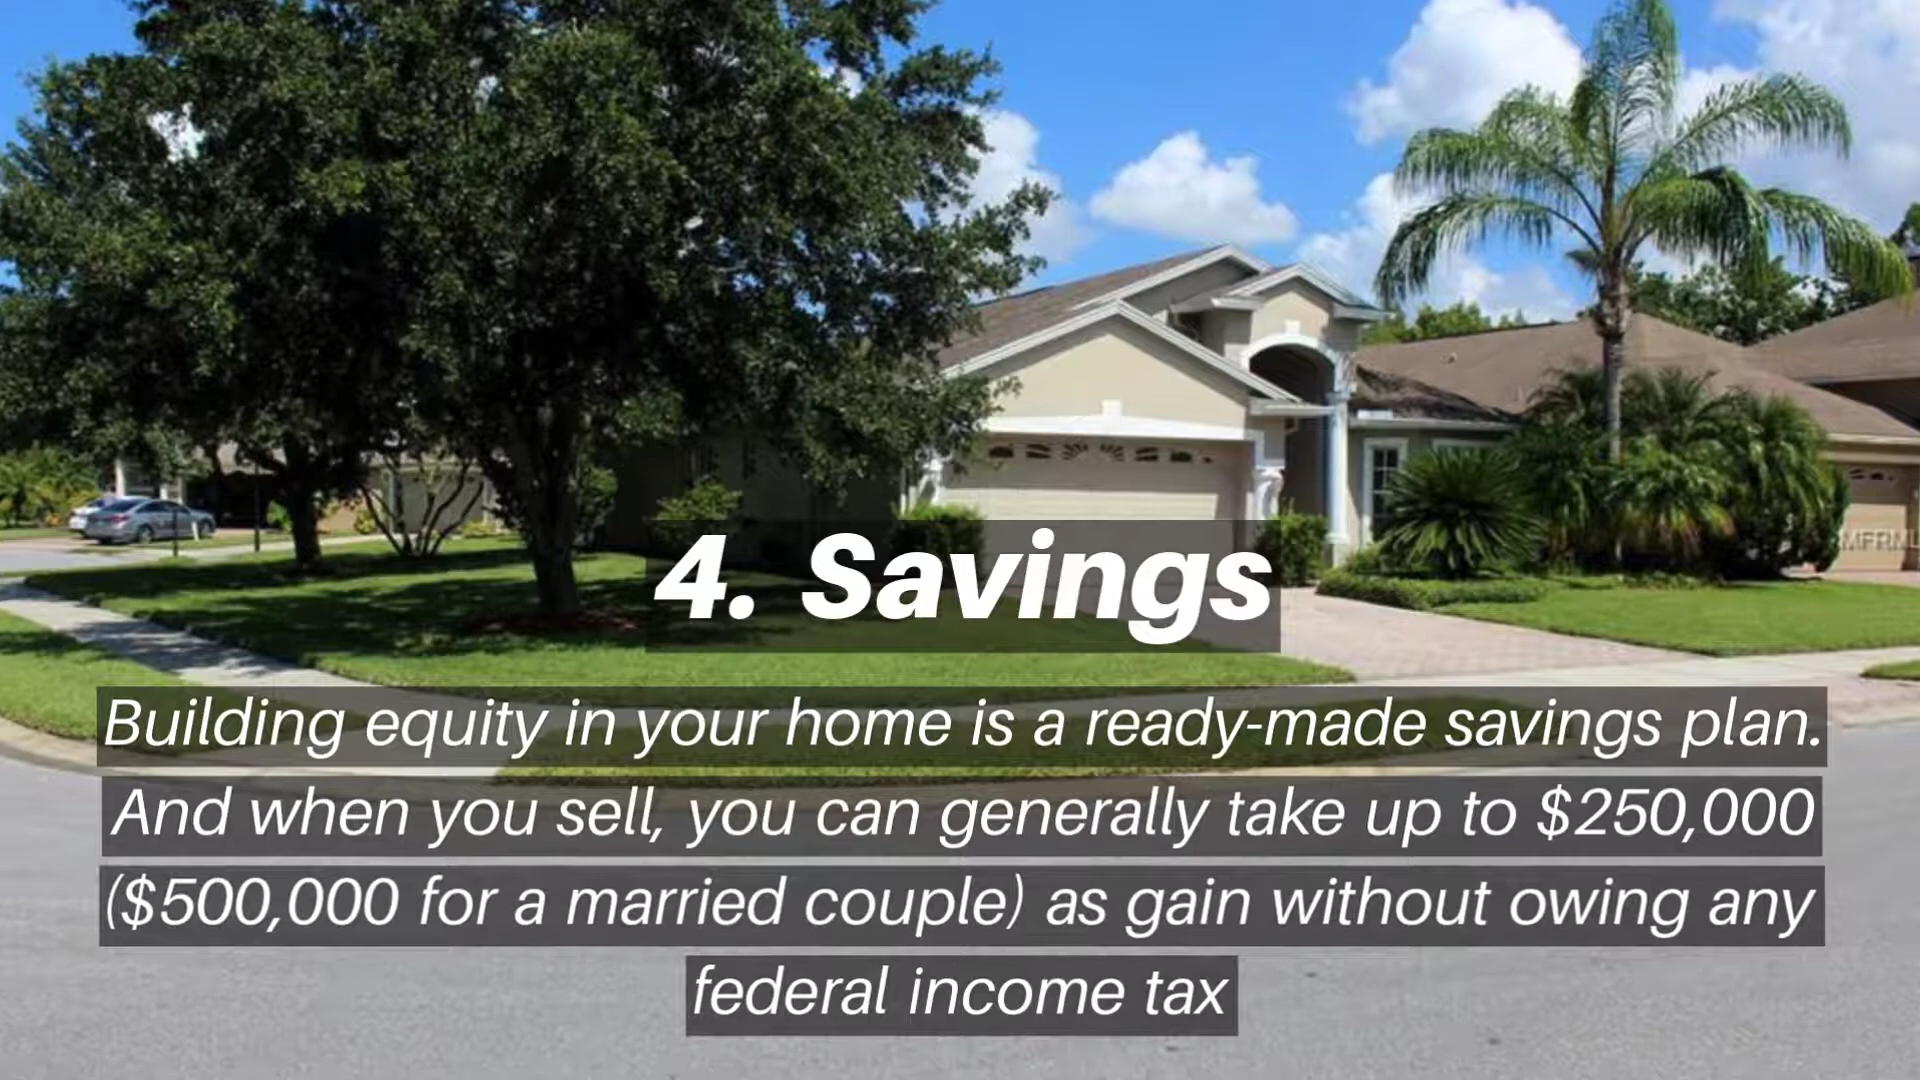 MFRML
4. Savings
Building equity in your home is a ready-made savings plan.
And when you sell, you can generally take up to $250,000
($500,000 for a married couple) as gain without owing any
federal income tax